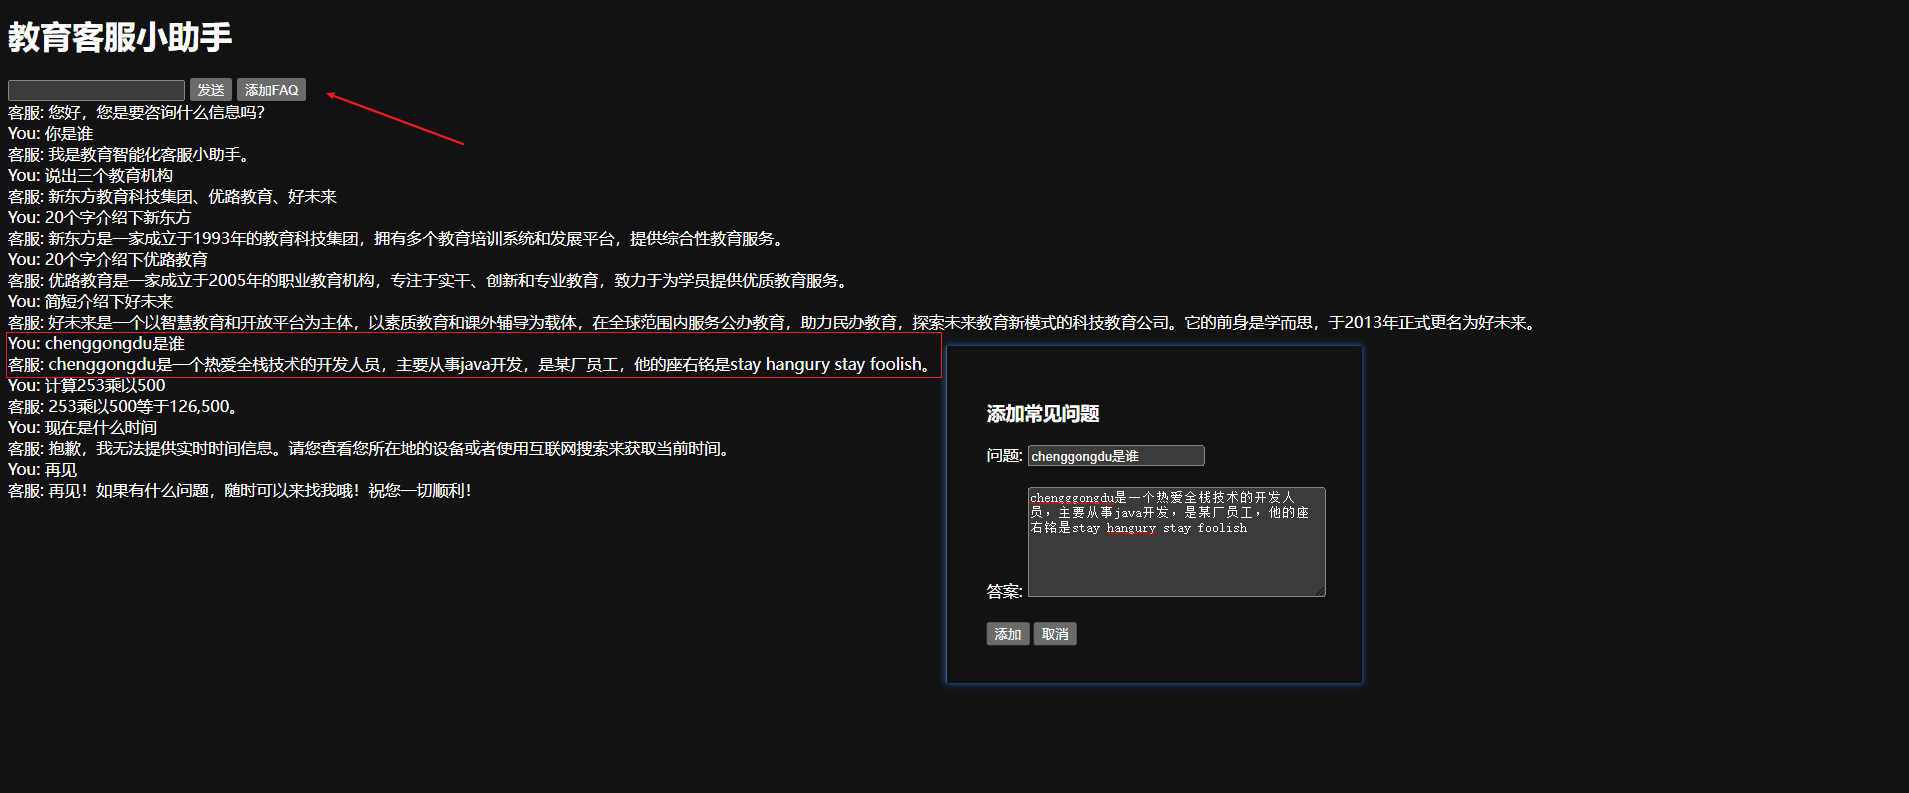 教育客服小助手
发送 添加FAQ
客服: 您好，您是要咨询什么信息吗？
You: 你是谁
客服: 我是教育智能化客服小助手。
You: 说出三个教育机构
客服: 新东方教育科技集团、优路教育、好未来
You: 20个字介绍下新东方
客服: 新东方是一家成立于1993年的教育科技集团，拥有多个教育培训系统和发展平台，提供综合性教育服务。
You: 20个字介绍下优路教育
客服: 优路教育是一家成立于2005年的职业教育机构，专注于实干、创新和专业教育，致力于为学员提供优质教育服务。
You: 简短介绍下好未来
客服: 好未来是一个以智慧教育和开放平台为主体，以素质教育和课外辅导为载体，在全球范围内服务公办教育，助力民办教育，探索未来教育新模式的科技教育公司。它的前身是学而思，于2013年正式更名为好未来。
You: chenggongdu是谁
客服: chenggongdu是一个热爱全栈技术的开发人员，主要从事java开发，是某厂员工，他的座右铭是stay hangury stay foolish。
You: 计算253乘以500
客服: 253乘以500等于126,500。
You: 现在是什么时间
客服: 抱歉，我无法提供实时时间信息。请您查看您所在地的设备或者使用互联网搜索来获取当前时间。
You: 再见
客服: 再见！如果有什么问题，随时可以来找我哦！祝您一切顺利！
添加常见问题
问题: chenggongdu是谁
chengggongdu是一个热爱全栈技术的开发人
员，主要从事java开发，是某厂员工，他的座
右铭是stay hangury stay foolish
答案:
添加 取消